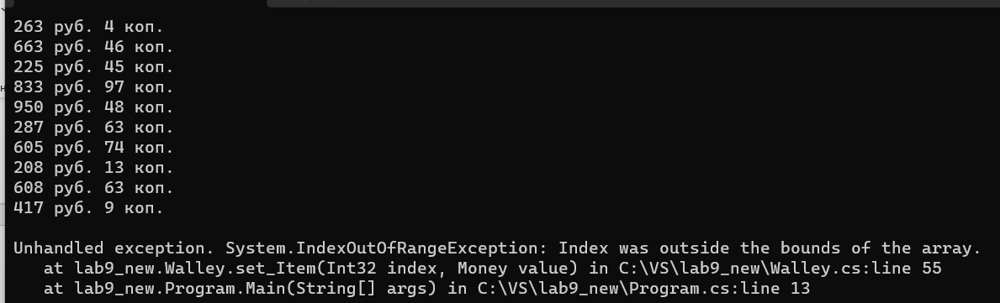 263 руб. 4 коп.
663 руб. 46 коп.
225 руб. 45 коп.
833 руб. 97 коп.
950 руб. 48 коп.
287 руб. 63 коп.
605 руб. 74 коп.
208 руб. 13 коп.
608 руб. 63 коп.
417 руб. 9 коп.
Unhandled exception. System.IndexOutOfRangeException: Index was outside the bounds of the array.
at lab9_new.Walley.set_Item(Int32 index, Money value) in C:\VS\lab9_new\Walley.cs:line 55
at lab9_new.Program.Main(String[] args) in C:\VS\lab9_new\Program.cs:line 13